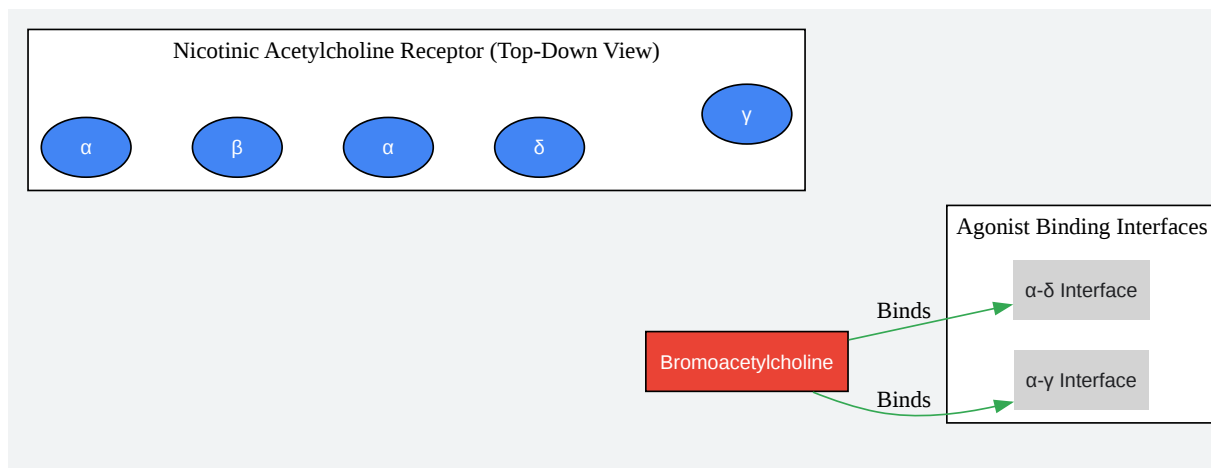 Nicotinic Acetylcholine Receptor (Top-Down View)
α
β
α
δ
γ
Agonist Binding Interfaces
α-δ Interface
Binds
Bromoacetylcholine
Binds
α-γ Interface